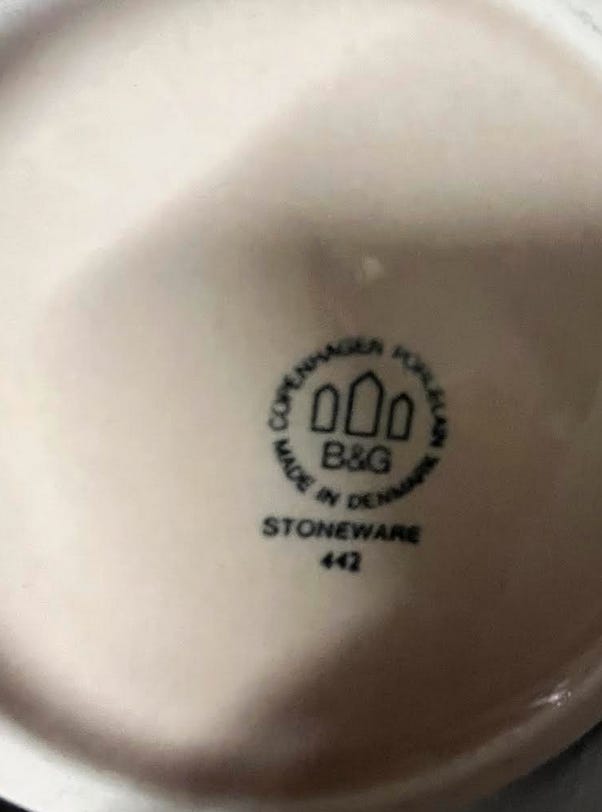 COPENHAGEN PORCELAIN
B&G
MADE IN DENMARK
STONEWARE
442